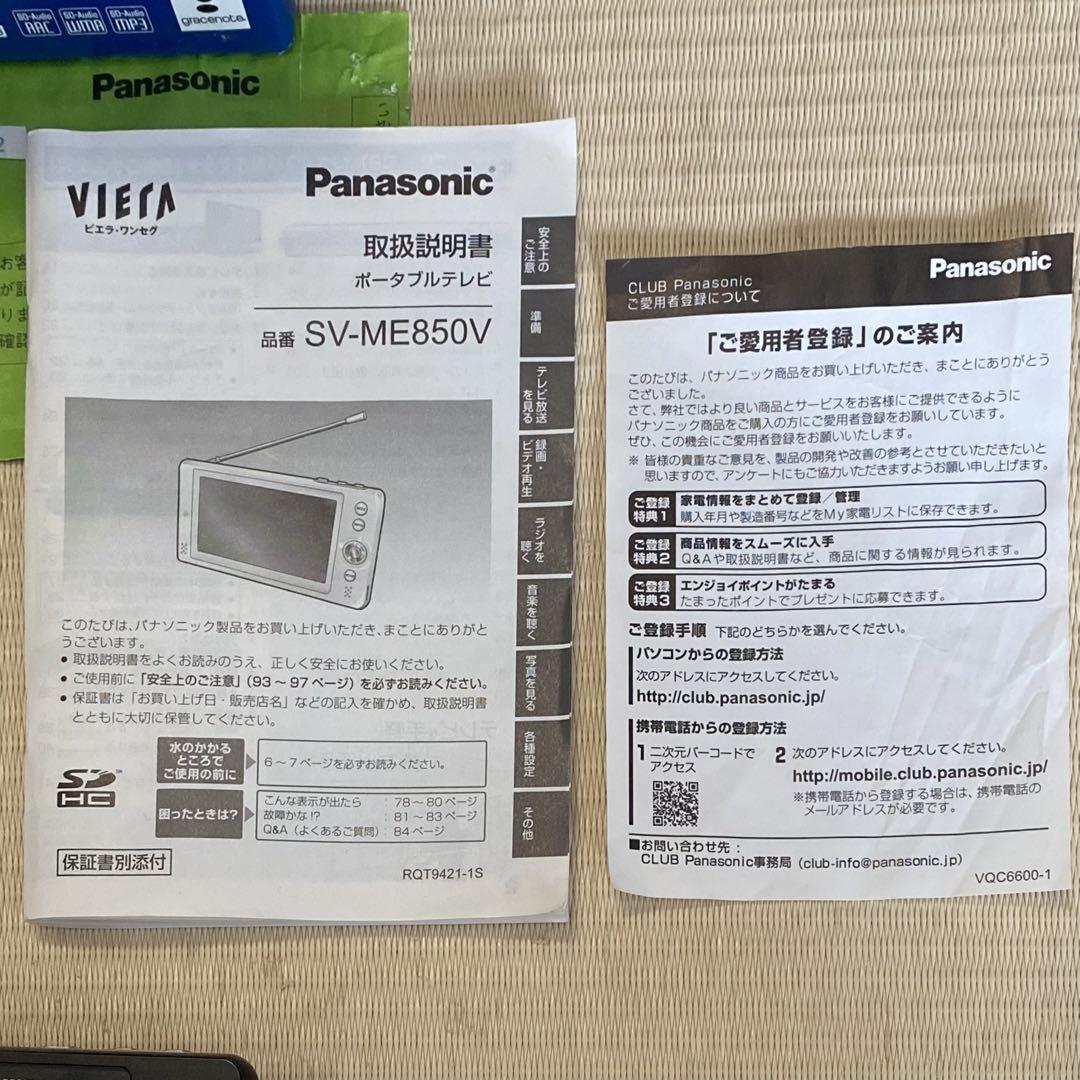 SD-Audio AAC
SD-Audio WMA
SD-Audio MP3
gracenote.
Panasonic
お客
が記
りま
確認
VIERA
ビエラ・ワンセグ
Panasonic®
取扱説明書
ポータブルテレビ
品番 SV-ME850V
このたびは、パナソニック製品をお買い上げいただき、まことにありがと
うございます。
● 取扱説明書をよくお読みのうえ、正しく安全にお使いください。
● ご使用前に「安全上のご注意」(93～97ページ)を必ずお読みください。
● 保証書は「お買い上げ日・販売店名」などの記入を確かめ、取扱説明書
とともに大切に保管してください。
水のかかる
ところで
ご使用の前に
6～7ページを必ずお読みください。
困ったときは?
こんな表示が出たら : 78～80ページ
故障かな!? : 81～83ページ
Q&A(よくあるご質問) : 84ページ
SD HC
保証書別添付
RQT9421-1S
安全上の
ご注意
準備
テレビ放送
を見る
録画・
ビデオ再生
ラジオを
聴く
音楽を聴く
写真を見る
各種設定
その他
CLUB Panasonic
ご愛用者登録について
Panasonic
「ご愛用者登録」のご案内
このたびは、パナソニック商品をお買い上げいただき、まことにありがとう
ございました。
さて、弊社ではより良い商品とサービスをお客様にご提供できるように
パナソニック商品をご購入の方にご愛用者登録をお願いしています。
ぜひ、この機会にご愛用者登録をお願いいたします。
※ 皆様の貴重なご意見を、製品の開発や改善の参考とさせていただきたいと
思いますので、アンケートにもご協力いただきますようお願い申し上げます。
ご登録
特典1
家電情報をまとめて登録／管理
購入年月や製造番号などをMy家電リストに保存できます。
ご登録
特典2
商品情報をスムーズに入手
Q&Aや取扱説明書など、商品に関する情報が見られます。
ご登録
特典3
エンジョイポイントがたまる
たまったポイントでプレゼントに応募できます。
ご登録手順 下記のどちらかを選んでください。
パソコンからの登録方法
次のアドレスにアクセスしてください。
http://club.panasonic.jp/
携帯電話からの登録方法
1 二次元バーコードで
アクセス
2 次のアドレスにアクセスしてください。
http://mobile.club.panasonic.jp/
※携帯電話から登録する場合は、携帯電話の
メールアドレスが必要です。
■お問い合わせ先：
CLUB Panasonic事務局(club-info@panasonic.jp)
VQC6600-1